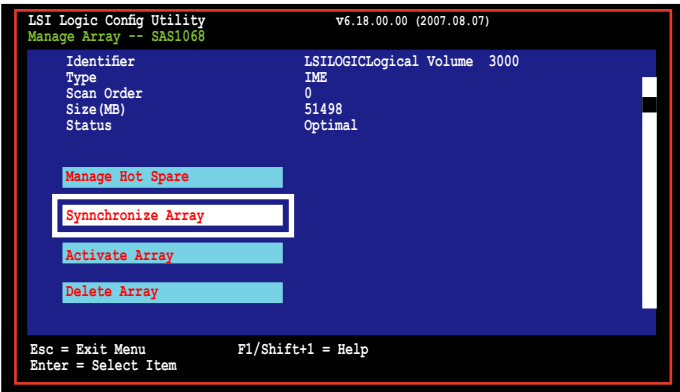 LSI Logic Config Utility v6.18.00.00 (2007.08.07)
Manage Array -- SAS1068
Identifier LSILOGICLogical Volume 3000
Type IME
Scan Order 0
Size(MB) 51498
Status Optimal
Manage Hot Spare
Synnchronize Array
Activate Array
Delete Array
Esc = Exit Menu F1/Shift+1 = Help
Enter = Select Item